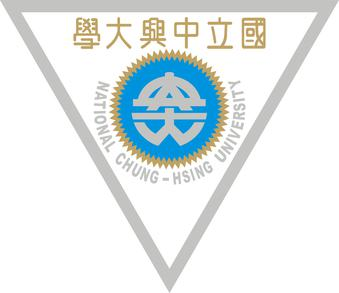 國立中興大學
NATIONAL CHUNG-HSING UNIVERSITY